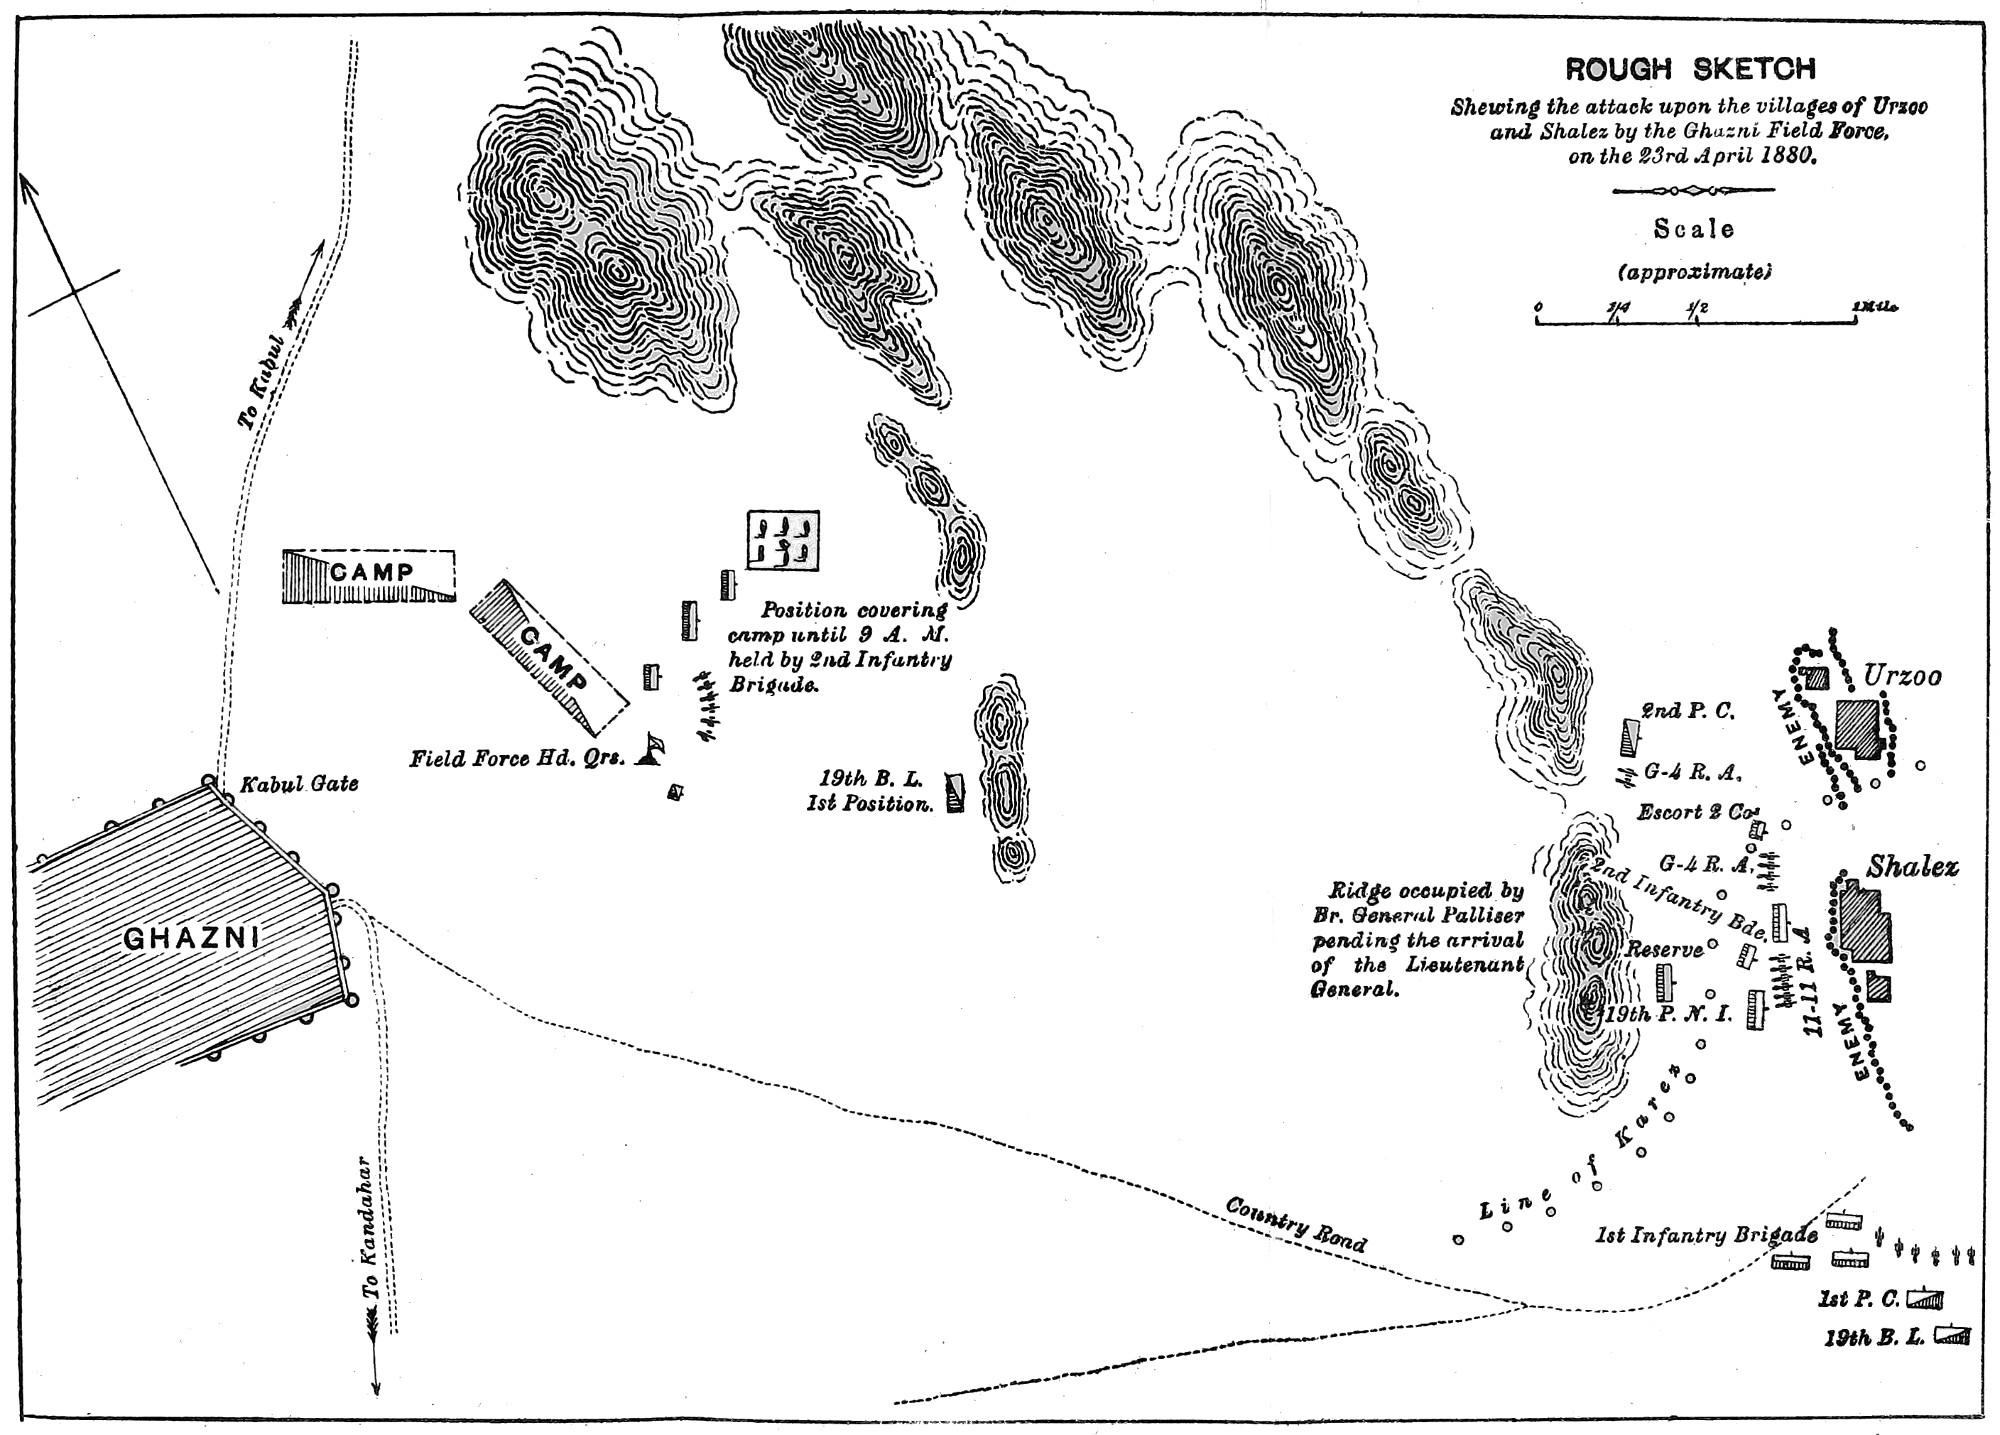 ROUGH SKETCH
Shewing the attack upon the villages of Urzoo
and Shalez by the Ghazni Field Force,
on the 23rd April 1880.
Scale
(approximate)
0 1/4 1/2 1 Mile
To Kabul
CAMP
CAMP
Position covering
camp until 9 A. M.
held by 2nd Infantry
Brigade.
Field Force Hd. Qrs.
Kabul Gate
19th B. L.
1st Position.
GHAZNI
To Kandahar
Country Road
Urzoo
ENEMY
2nd P. C.
G-4 R. A.
Escort 2 Cos
Shalez
G-4 R. A.
2nd Infantry Bde.
Ridge occupied by
Br. General Palliser
pending the arrival
of the Lieutenant
General.
Reserve
19th P. N. I.
11-11 R. A
ENEMY
Line of Karez
1st Infantry Brigade
1st P. C.
19th B. L.